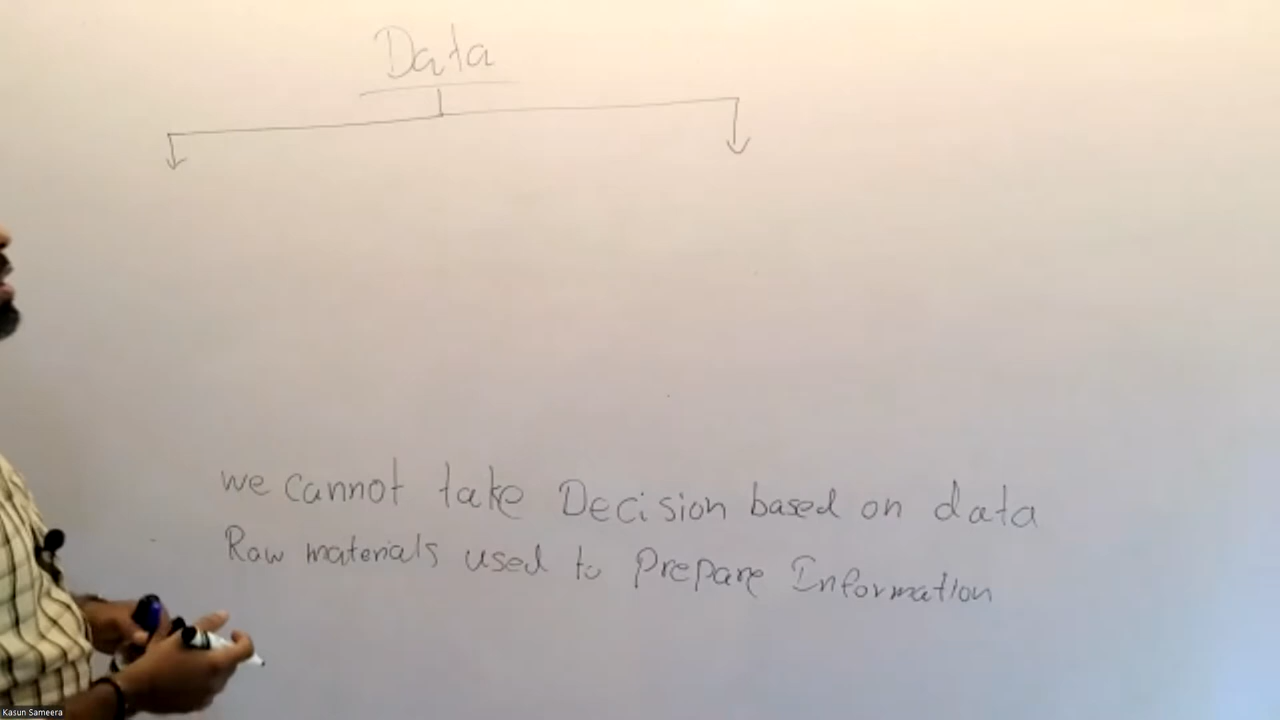 Data
we cannot take Decision based on data
Raw materials used to Prepare Information
Kasun Sameera